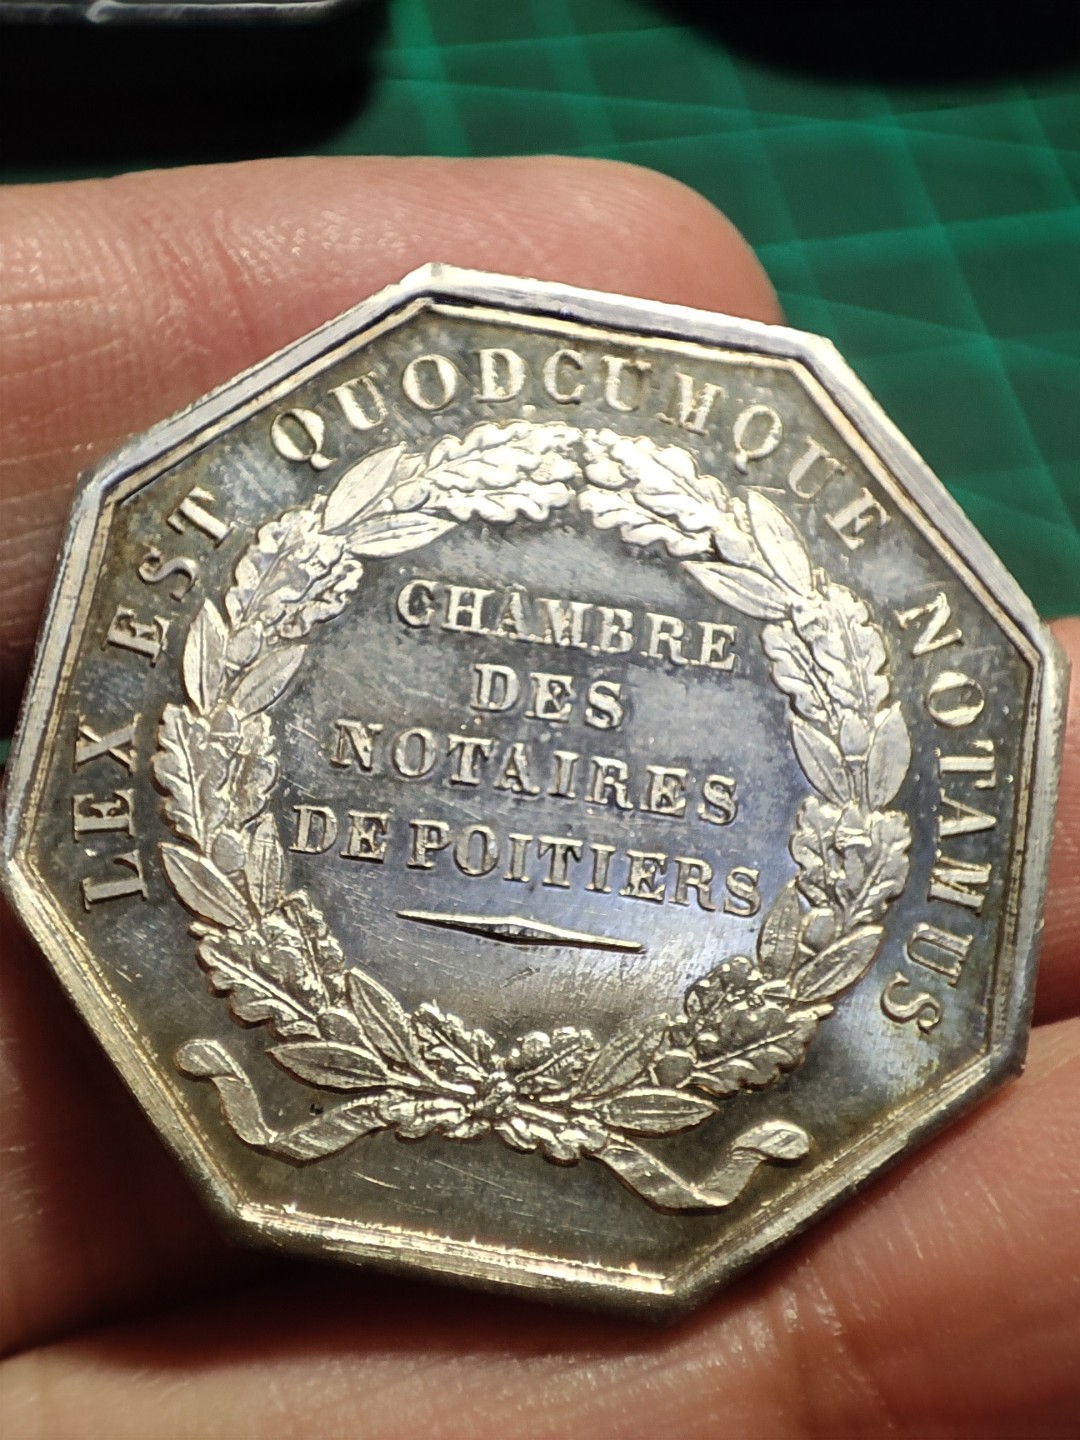 LEX EST QUODCUMQUE NOTAMUS
CHAMBRE
DES
NOTAIRES
DE POITIERS